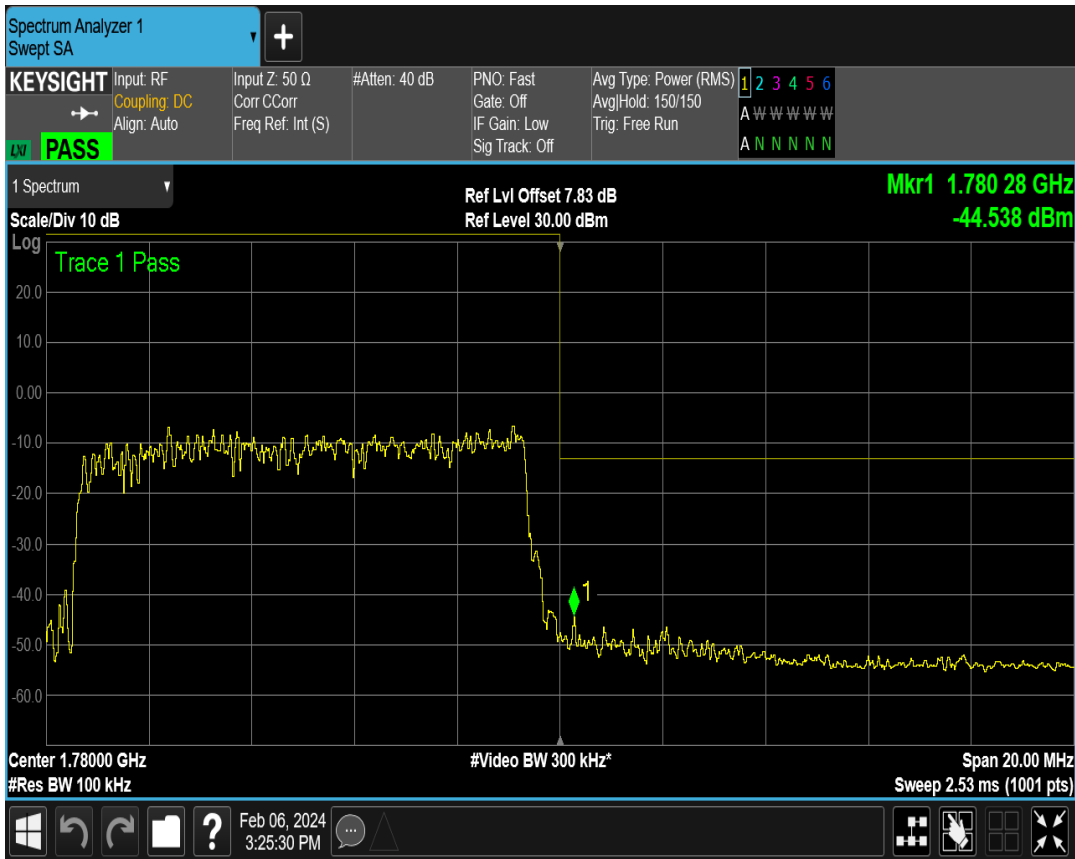 Spectrum Analyzer 1
Swept SA
+
KEYSIGHT
LXI PASS
Input: RF
Coupling: DC
Align: Auto
Input Z: 50 Ω
Corr CCorr
Freq Ref: Int (S)
#Atten: 40 dB
PNO: Fast
Gate: Off
IF Gain: Low
Sig Track: Off
Avg Type: Power (RMS)
Avg|Hold: 150/150
Trig: Free Run
1 2 3 4 5 6
A W W W W W
A N N N N N
1 Spectrum
Scale/Div 10 dB
Ref Lvl Offset 7.83 dB
Ref Level 30.00 dBm
Mkr1 1.780 28 GHz
-44.538 dBm
Log
Trace 1 Pass
20.0
10.0
0.00
-10.0
-20.0
-30.0
-40.0
-50.0
-60.0
1
Center 1.78000 GHz
#Res BW 100 kHz
#Video BW 300 kHz*
Span 20.00 MHz
Sweep 2.53 ms (1001 pts)
?
Feb 06, 2024
3:25:30 PM